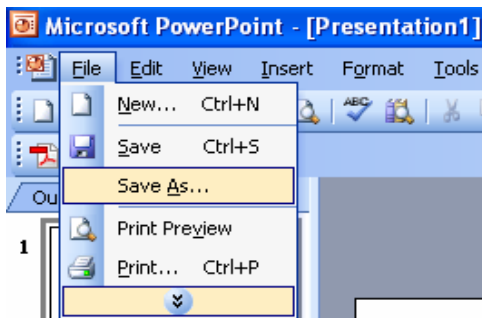 Microsoft PowerPoint - [Presentation1]
File Edit View Insert Format Tools
New... Ctrl+N
ABC
Save Ctrl+S
Save As...
Ou
Print Preview
1
Print... Ctrl+P